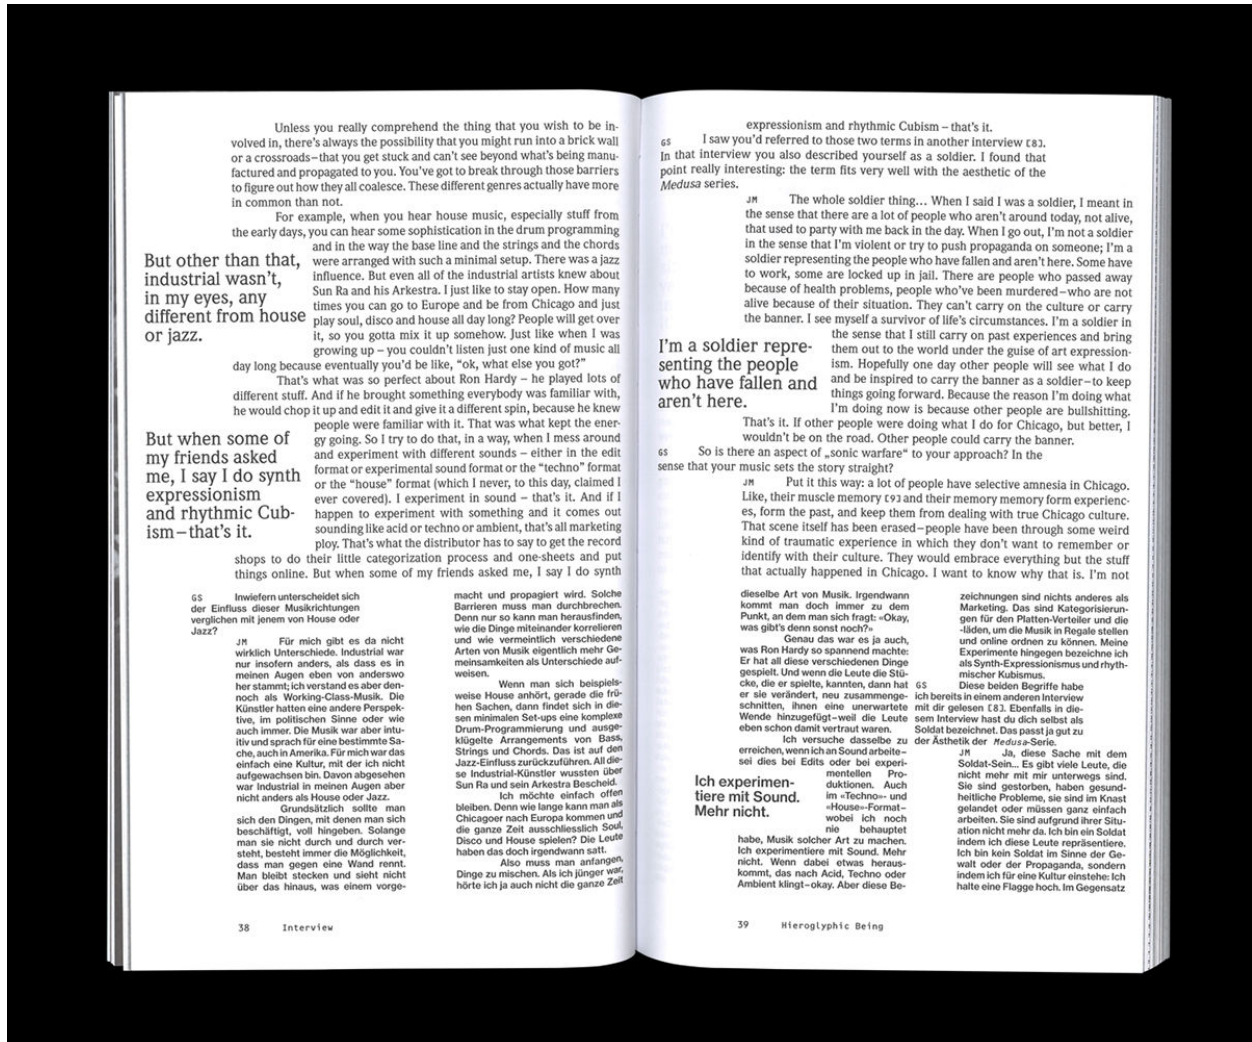 Unless you really comprehend the thing that you wish to be in-
volved in, there's always the possibility that you might run into a brick wall
or a crossroads–that you get stuck and can't see beyond what's being manu-
factured and propagated to you. You've got to break through those barriers
to figure out how they all coalesce. These different genres actually have more
in common than not.
For example, when you hear house music, especially stuff from
the early days, you can hear some sophistication in the drum programming
and in the way the base line and the strings and the chords
were arranged with such a minimal setup. There was a jazz
influence. But even all of the industrial artists knew about
Sun Ra and his Arkestra. I just like to stay open. How many
times you can go to Europe and be from Chicago and just
play soul, disco and house all day long? People will get over
it, so you gotta mix it up somehow. Just like when I was
growing up – you couldn't listen just one kind of music all
day long because eventually you'd be like, "ok, what else you got?"
But other than that,
industrial wasn't,
in my eyes, any
different from house
or jazz.
That's what was so perfect about Ron Hardy – he played lots of
different stuff. And if he brought something everybody was familiar with,
he would chop it up and edit it and give it a different spin, because he knew
people were familiar with it. That was what kept the ener-
gy going. So I try to do that, in a way, when I mess around
and experiment with different sounds – either in the edit
format or experimental sound format or the "techno" format
or the "house" format (which I never, to this day, claimed I
ever covered). I experiment in sound – that's it. And if I
happen to experiment with something and it comes out
sounding like acid or techno or ambient, that's all marketing
ploy. That's what the distributor has to say to get the record
shops to do their little categorization process and one-sheets and put
things online. But when some of my friends asked me, I say I do synth
But when some of
my friends asked
me, I say I do synth
expressionism
and rhythmic Cub-
ism–that's it.
GS Inwiefern unterscheidet sich
der Einfluss dieser Musikrichtungen
verglichen mit jenem von House oder
Jazz?
JM Für mich gibt es da nicht
wirklich Unterschiede. Industrial war
nur insofern anders, als dass es in
meinen Augen eben von anderswo
her stammt; ich verstand es aber den-
noch als Working-Class-Musik. Die
Künstler hatten eine andere Perspek-
tive, im politischen Sinne oder wie
auch immer. Die Musik war aber intu-
itiv und sprach für eine bestimmte Sa-
che, auch in Amerika. Für mich war das
einfach eine Kultur, mit der ich nicht
aufgewachsen bin. Davon abgesehen
war Industrial in meinen Augen aber
nicht anders als House oder Jazz.
Grundsätzlich sollte man
sich den Dingen, mit denen man sich
beschäftigt, voll hingeben. Solange
man sie nicht durch und durch ver-
steht, besteht immer die Möglichkeit,
dass man gegen eine Wand rennt.
Man bleibt stecken und sieht nicht
über das hinaus, was einem vorge-
macht und propagiert wird. Solche
Barrieren muss man durchbrechen.
Denn nur so kann man herausfinden,
wie die Dinge miteinander korrelieren
und wie vermeintlich verschiedene
Arten von Musik eigentlich mehr Ge-
meinsamkeiten als Unterschiede auf-
weisen.
Wenn man sich beispiels-
weise House anhört, gerade die frü-
hen Sachen, dann findet sich in die-
sen minimalen Set-ups eine komplexe
Drum-Programmierung und ausge-
klügelte Arrangements von Bass,
Strings und Chords. Das ist auf den
Jazz-Einfluss zurückzuführen. All die-
se Industrial-Künstler wussten über
Sun Ra und sein Arkestra Bescheid.
Ich möchte einfach offen
bleiben. Denn wie lange kann man als
Chicagoer nach Europa kommen und
die ganze Zeit ausschliesslich Soul,
Disco und House spielen? Die Leute
haben das doch irgendwann satt.
Also muss man anfangen,
Dinge zu mischen. Als ich jünger war,
hörte ich ja auch nicht die ganze Zeit
38 Interview
expressionism and rhythmic Cubism – that's it.
GS I saw you'd referred to those two terms in another interview [8].
In that interview you also described yourself as a soldier. I found that
point really interesting: the term fits very well with the aesthetic of the
Medusa series.
JM The whole soldier thing... When I said I was a soldier, I meant in
the sense that there are a lot of people who aren't around today, not alive,
that used to party with me back in the day. When I go out, I'm not a soldier
in the sense that I'm violent or try to push propaganda on someone; I'm a
soldier representing the people who have fallen and aren't here. Some have
to work, some are locked up in jail. There are people who passed away
because of health problems, people who've been murdered–who are not
alive because of their situation. They can't carry on the culture or carry
the banner. I see myself a survivor of life's circumstances. I'm a soldier in
the sense that I still carry on past experiences and bring
them out to the world under the guise of art expression-
ism. Hopefully one day other people will see what I do
and be inspired to carry the banner as a soldier–to keep
things going forward. Because the reason I'm doing what
I'm doing now is because other people are bullshitting.
That's it. If other people were doing what I do for Chicago, but better, I
wouldn't be on the road. Other people could carry the banner.
I'm a soldier repre-
senting the people
who have fallen and
aren't here.
GS So is there an aspect of „sonic warfare“ to your approach? In the
sense that your music sets the story straight?
JM Put it this way: a lot of people have selective amnesia in Chicago.
Like, their muscle memory [9] and their memory memory form experienc-
es, form the past, and keep them from dealing with true Chicago culture.
That scene itself has been erased–people have been through some weird
kind of traumatic experience in which they don't want to remember or
identify with their culture. They would embrace everything but the stuff
that actually happened in Chicago. I want to know why that is. I'm not
dieselbe Art von Musik. Irgendwann
kommt man doch immer zu dem
Punkt, an dem man sich fragt: «Okay,
was gibt's denn sonst noch?»
Genau das war es ja auch,
was Ron Hardy so spannend machte:
Er hat all diese verschiedenen Dinge
gespielt. Und wenn die Leute die Stü-
cke, die er spielte, kannten, dann hat
er sie verändert, neu zusammenge-
schnitten, ihnen eine unerwartete
Wende hinzugefügt–weil die Leute
eben schon damit vertraut waren.
Ich versuche dasselbe zu
erreichen, wenn ich an Sound arbeite–
sei dies bei Edits oder bei experi-
mentellen Pro-
duktionen. Auch
im «Techno»- und
«House»-Format–
wobei ich noch
nie behauptet
habe, Musik solcher Art zu machen.
Ich experimentiere mit Sound. Mehr
nicht. Wenn dabei etwas heraus-
kommt, das nach Acid, Techno oder
Ambient klingt–okay. Aber diese Be-
Ich experimen-
tiere mit Sound.
Mehr nicht.
zeichnungen sind nichts anderes als
Marketing. Das sind Kategorisierun-
gen für den Platten-Verteiler und die
-läden, um die Musik in Regale stellen
und online ordnen zu können. Meine
Experimente hingegen bezeichne ich
als Synth-Expressionismus und rhyth-
mischer Kubismus.
GS Diese beiden Begriffe habe
ich bereits in einem anderen Interview
mit dir gelesen [8]. Ebenfalls in die-
sem Interview hast du dich selbst als
Soldat bezeichnet. Das passt ja gut zu
der Ästhetik der Medusa-Serie.
JM Ja, diese Sache mit dem
Soldat-Sein... Es gibt viele Leute, die
nicht mehr mit mir unterwegs sind.
Sie sind gestorben, haben gesund-
heitliche Probleme, sie sind im Knast
gelandet oder müssen ganz einfach
arbeiten. Sie sind aufgrund ihrer Situ-
ation nicht mehr da. Ich bin ein Soldat
indem ich diese Leute repräsentiere.
Ich bin kein Soldat im Sinne der Ge-
walt oder der Propaganda, sondern
indem ich für eine Kultur einstehe: Ich
halte eine Flagge hoch. Im Gegensatz
39 Hieroglyphic Being